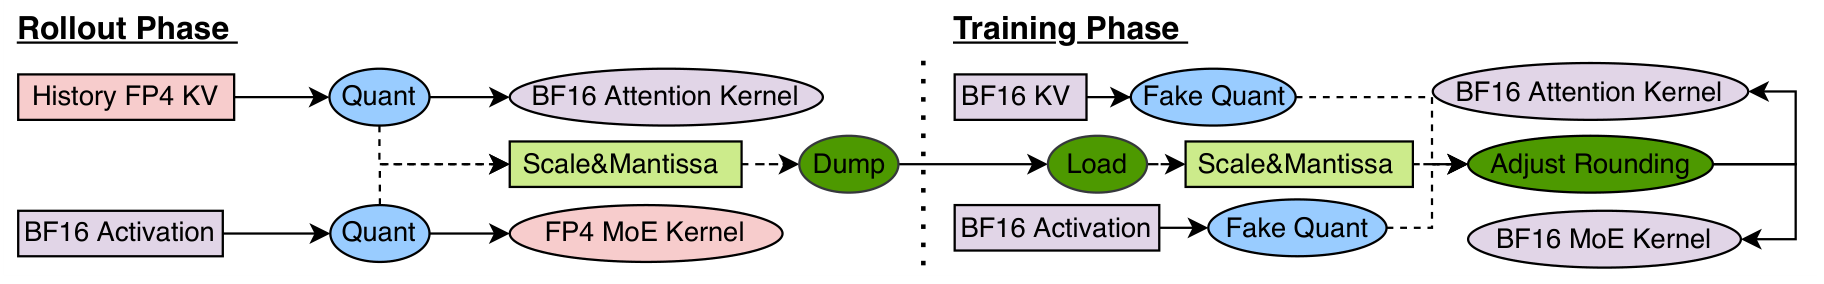 Rollout Phase
History FP4 KV
Quant
BF16 Attention Kernel
Scale&Mantissa
Dump
BF16 Activation
Quant
FP4 MoE Kernel
Training Phase
BF16 KV
Fake Quant
BF16 Attention Kernel
Load
Scale&Mantissa
Adjust Rounding
BF16 Activation
Fake Quant
BF16 MoE Kernel